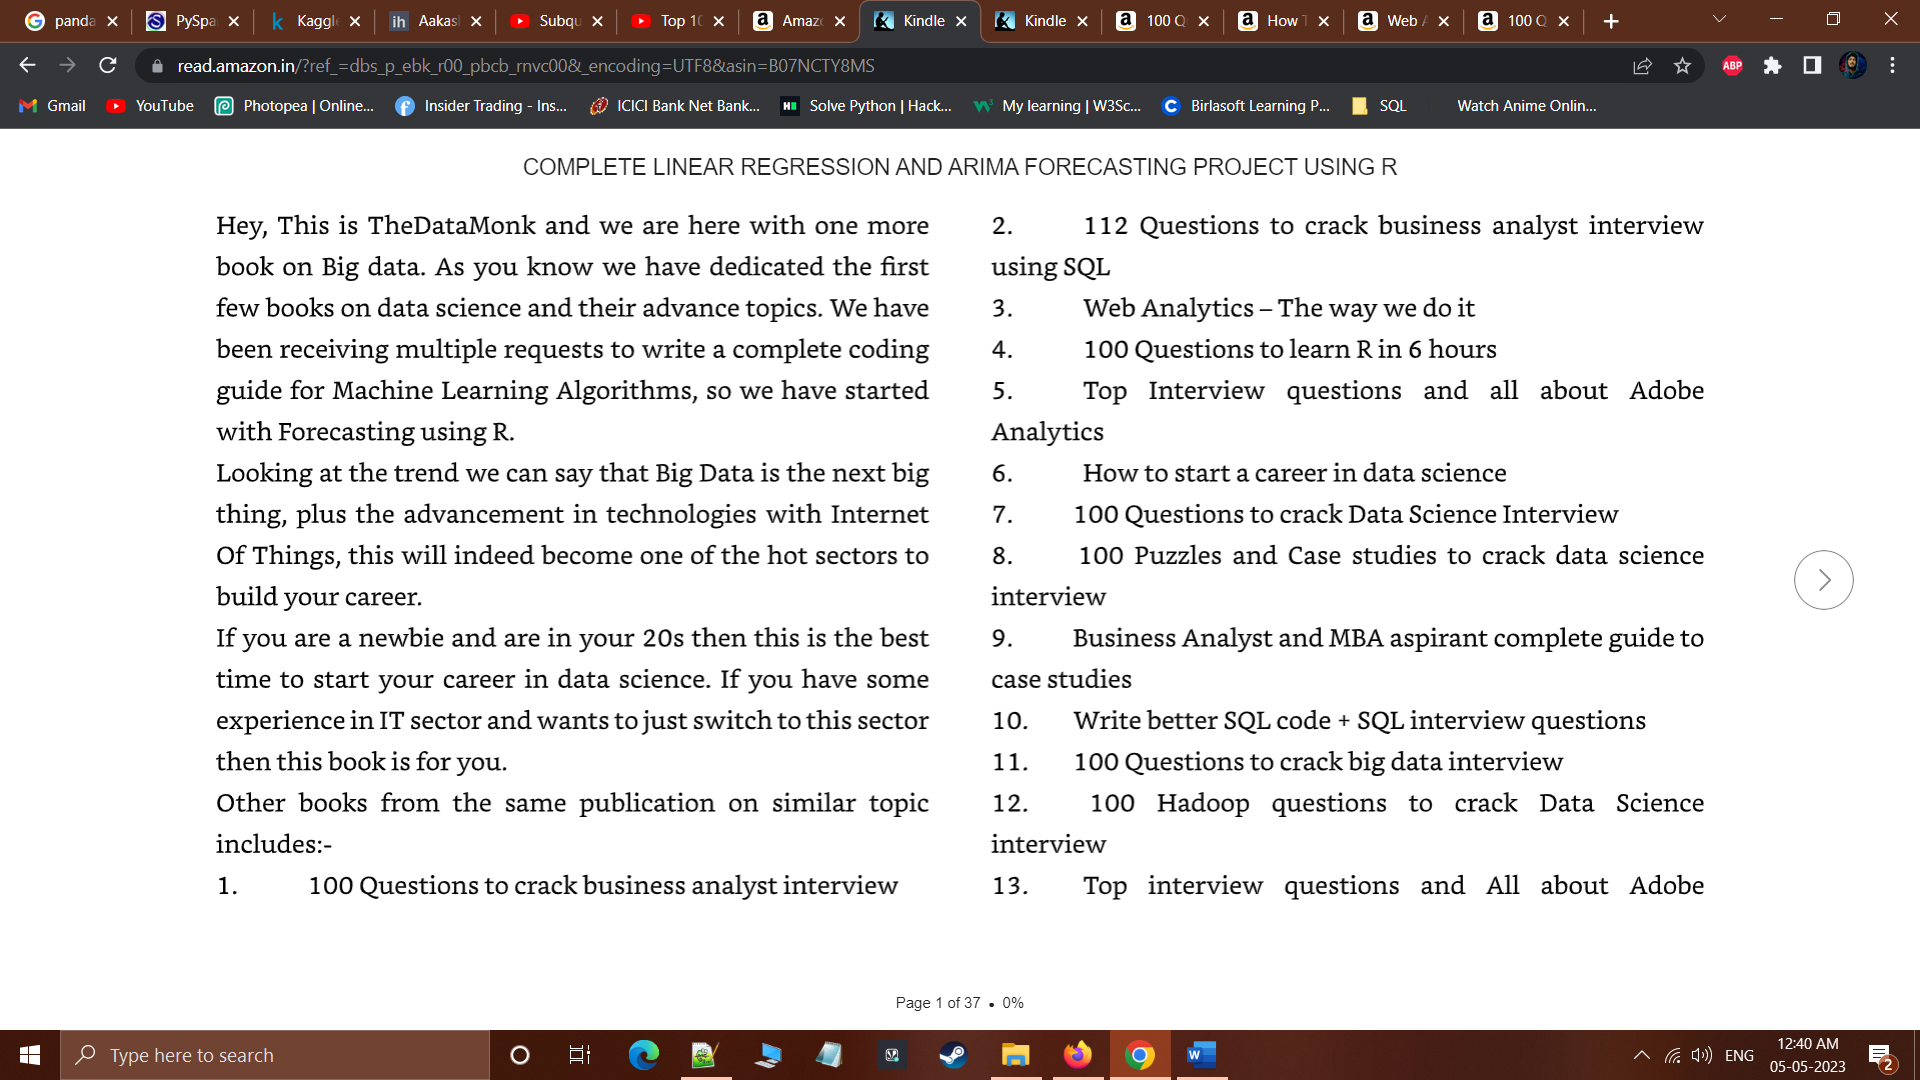 panda
PySpa
Kaggl
Aakas
Subqu
Top 10
Amazo
Kindle
Kindle
100 Q
How T
Web A
100 Q
read.amazon.in/?ref_=dbs_p_ebk_r00_pbcb_rnvc00&_encoding=UTF8&asin=B07NCTY8MS
ABP
Gmail
YouTube
Photopea | Online...
Insider Trading - Ins...
ICICI Bank Net Bank...
Solve Python | Hack...
My learning | W3Sc...
Birlasoft Learning P...
SQL
Watch Anime Onlin...
COMPLETE LINEAR REGRESSION AND ARIMA FORECASTING PROJECT USING R
Hey, This is TheDataMonk and we are here with one more
book on Big data. As you know we have dedicated the first
few books on data science and their advance topics. We have
been receiving multiple requests to write a complete coding
guide for Machine Learning Algorithms, so we have started
with Forecasting using R.
Looking at the trend we can say that Big Data is the next big
thing, plus the advancement in technologies with Internet
Of Things, this will indeed become one of the hot sectors to
build your career.
If you are a newbie and are in your 20s then this is the best
time to start your career in data science. If you have some
experience in IT sector and wants to just switch to this sector
then this book is for you.
Other books from the same publication on similar topic
includes:-
1. 100 Questions to crack business analyst interview
2. 112 Questions to crack business analyst interview
using SQL
3. Web Analytics – The way we do it
4. 100 Questions to learn R in 6 hours
5. Top Interview questions and all about Adobe
Analytics
6. How to start a career in data science
7. 100 Questions to crack Data Science Interview
8. 100 Puzzles and Case studies to crack data science
interview
9. Business Analyst and MBA aspirant complete guide to
case studies
10. Write better SQL code + SQL interview questions
11. 100 Questions to crack big data interview
12. 100 Hadoop questions to crack Data Science
interview
13. Top interview questions and All about Adobe
Page 1 of 37 • 0%
Type here to search
ENG
12:40 AM
05-05-2023
2